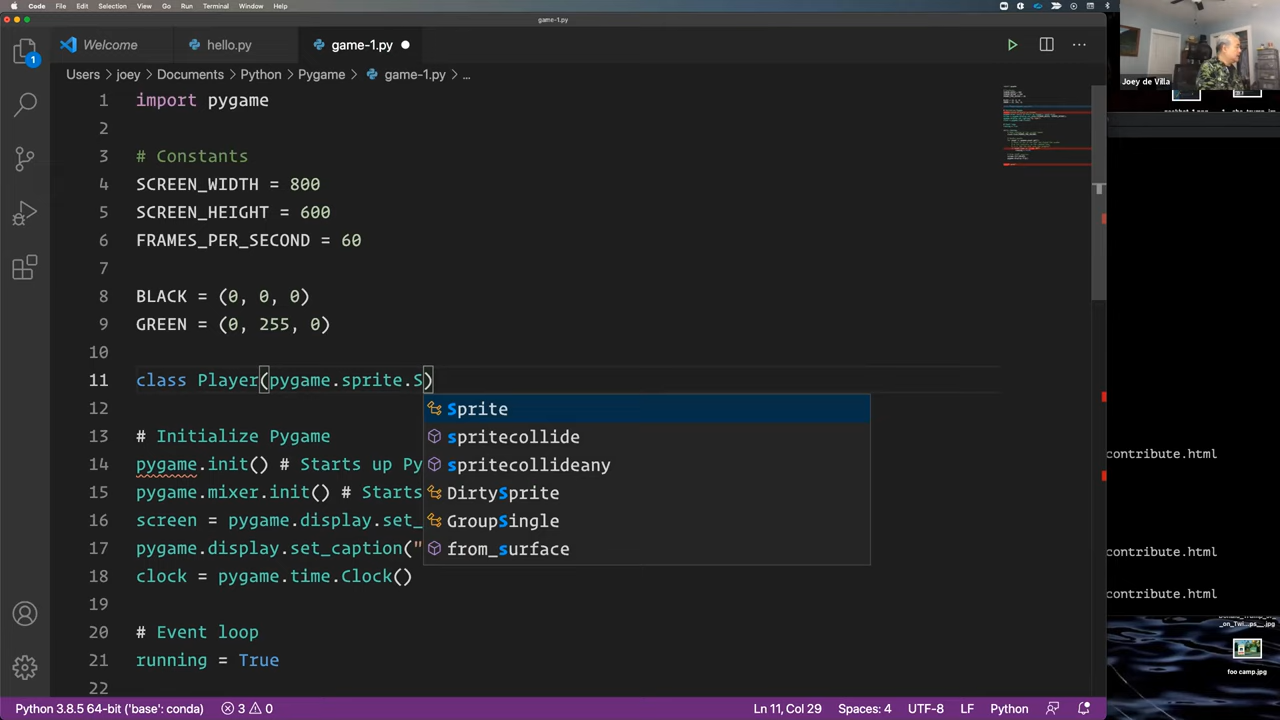 Code File Edit Selection View Go Run Terminal Window Help
game-1.py
Welcome
hello.py
game-1.py
Users > joey > Documents > Python > Pygame > game-1.py > ...
Joey de Villa
1 import pygame
2
3 # Constants
4 SCREEN_WIDTH = 800
5 SCREEN_HEIGHT = 600
6 FRAMES_PER_SECOND = 60
7
8 BLACK = (0, 0, 0)
9 GREEN = (0, 255, 0)
10
11 class Player(pygame.sprite.S)
12
Sprite
spritecollide
spritecollideany
DirtySprite
GroupSingle
from_surface
13 # Initialize Pygame
14 pygame.init() # Starts up Py
15 pygame.mixer.init() # Starts
16 screen = pygame.display.set_
17 pygame.display.set_caption("
18 clock = pygame.time.Clock()
19
20 # Event loop
21 running = True
22
contribute.html
contribute.html
contribute.html
foo camp.jpg
1
Python 3.8.5 64-bit ('base': conda) 3 0 Ln 11, Col 29 Spaces: 4 UTF-8 LF Python